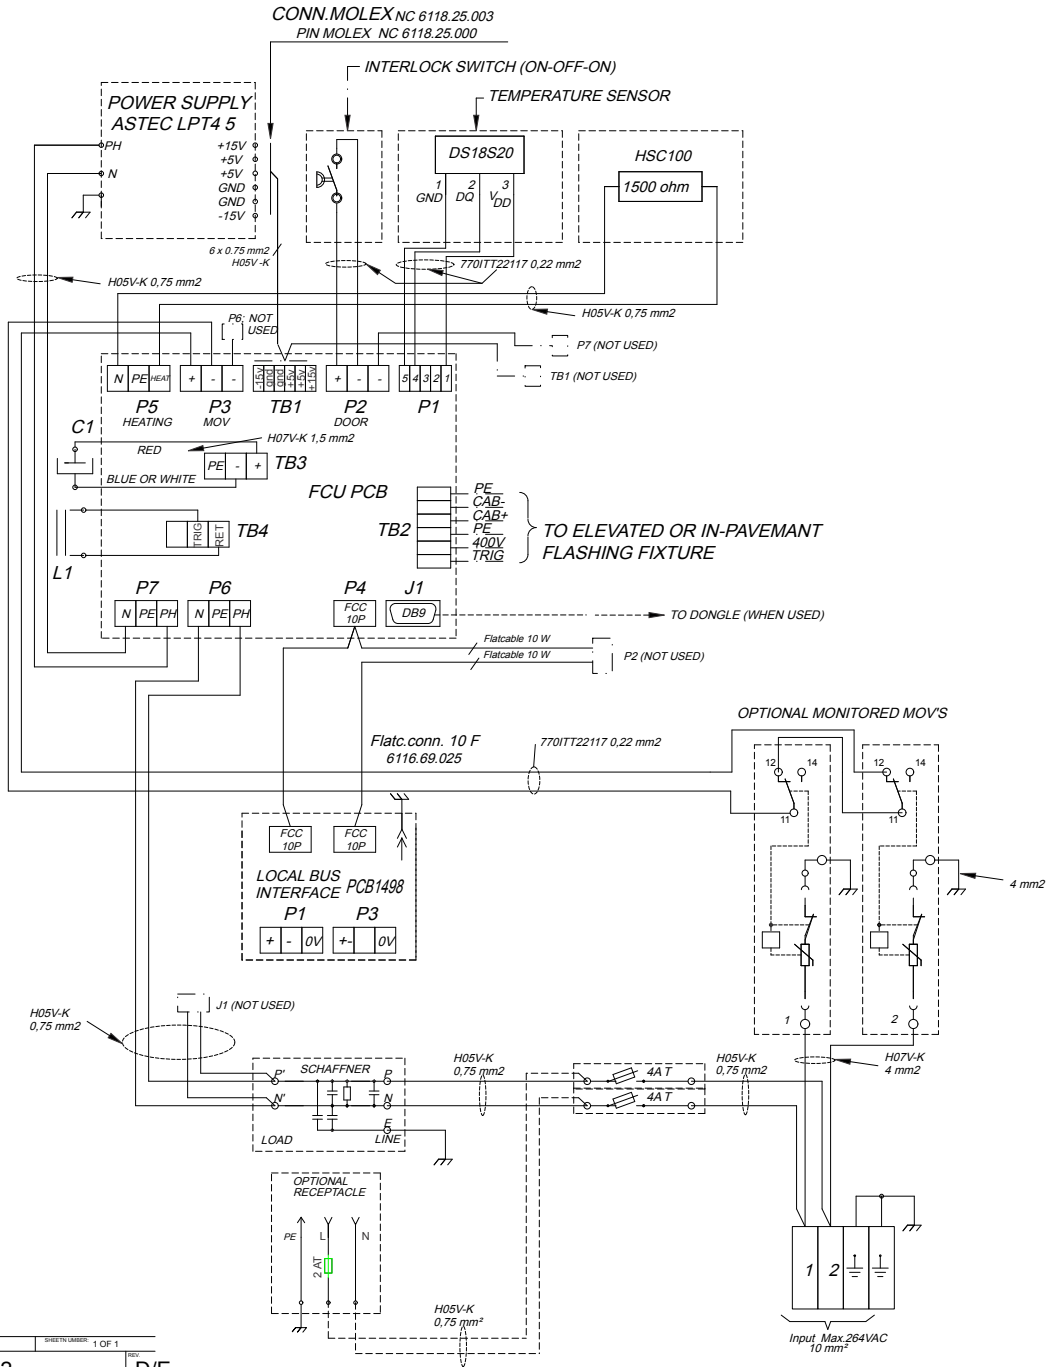 CONN.MOLEX NC 6118.25.003
PIN MOLEX NC 6118.25.000
INTERLOCK SWITCH (ON-OFF-ON)
TEMPERATURE SENSOR
POWER SUPPLY
ASTEC LPT4 5
PH
N
+15V
+5V
+5V
GND
GND
-15V
DS18S20
1 2 3
GND DQ VDD
HSC100
1500 ohm
6 x 0.75 mm2
H05V -K
770ITT22117 0,22 mm2
H05V-K 0,75 mm2
H05V-K 0,75 mm2
P6: NOT
USED
P7 (NOT USED)
TB1 (NOT USED)
N PE HEAT
+ - -
-15v gnd gnd +5v +5v +15v
+ - -
5 4 3 2 1
P5
HEATING
P3
MOV
TB1
P2
DOOR
P1
C1
RED
H07V-K 1,5 mm2
PE - +
TB3
BLUE OR WHITE
FCU PCB
TRIG RET
TB4
L1
TB2
PE
CAB-
CAB+
PE
400V
TRIG
TO ELEVATED OR IN-PAVEMANT
FLASHING FIXTURE
P7
P6
P4
J1
N PE PH
N PE PH
FCC
10P
DB9
TO DONGLE (WHEN USED)
Flatcable 10 W
Flatcable 10 W
P2 (NOT USED)
OPTIONAL MONITORED MOV'S
Flatc.conn. 10 F
6116.69.025
770ITT22117 0,22 mm2
12 14
11
12 14
11
FCC
10P
FCC
10P
LOCAL BUS
INTERFACE PCB1498
P1
P3
+ - 0V
+- 0V
4 mm2
1
2
J1 (NOT USED)
H05V-K
0,75 mm2
H07V-K
4 mm2
SCHAFFNER
P'
N'
P
N
E
LOAD
LINE
H05V-K
0,75 mm2
4A T
4A T
H05V-K
0,75 mm2
OPTIONAL
RECEPTACLE
PE
L
N
2 AT
H05V-K
0,75 mm²
1
2
Input Max.264VAC
10 mm²
SHEETN UMBER: 1 OF 1
REV.
D/E